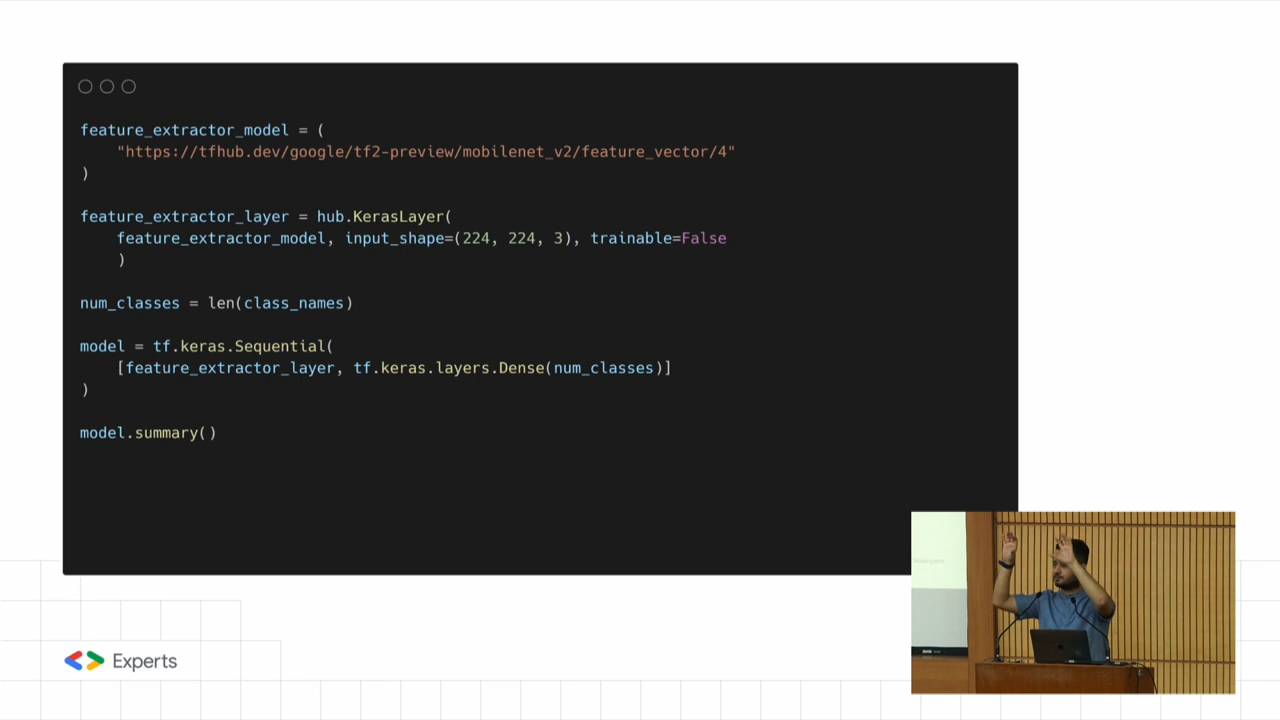 feature_extractor_model = (
    "https://tfhub.dev/google/tf2-preview/mobilenet_v2/feature_vector/4"
)
feature_extractor_layer = hub.KerasLayer(
    feature_extractor_model, input_shape=(224, 224, 3), trainable=False
    )
num_classes = len(class_names)
model = tf.keras.Sequential(
    [feature_extractor_layer, tf.keras.layers.Dense(num_classes)]
)
model.summary()
Experts